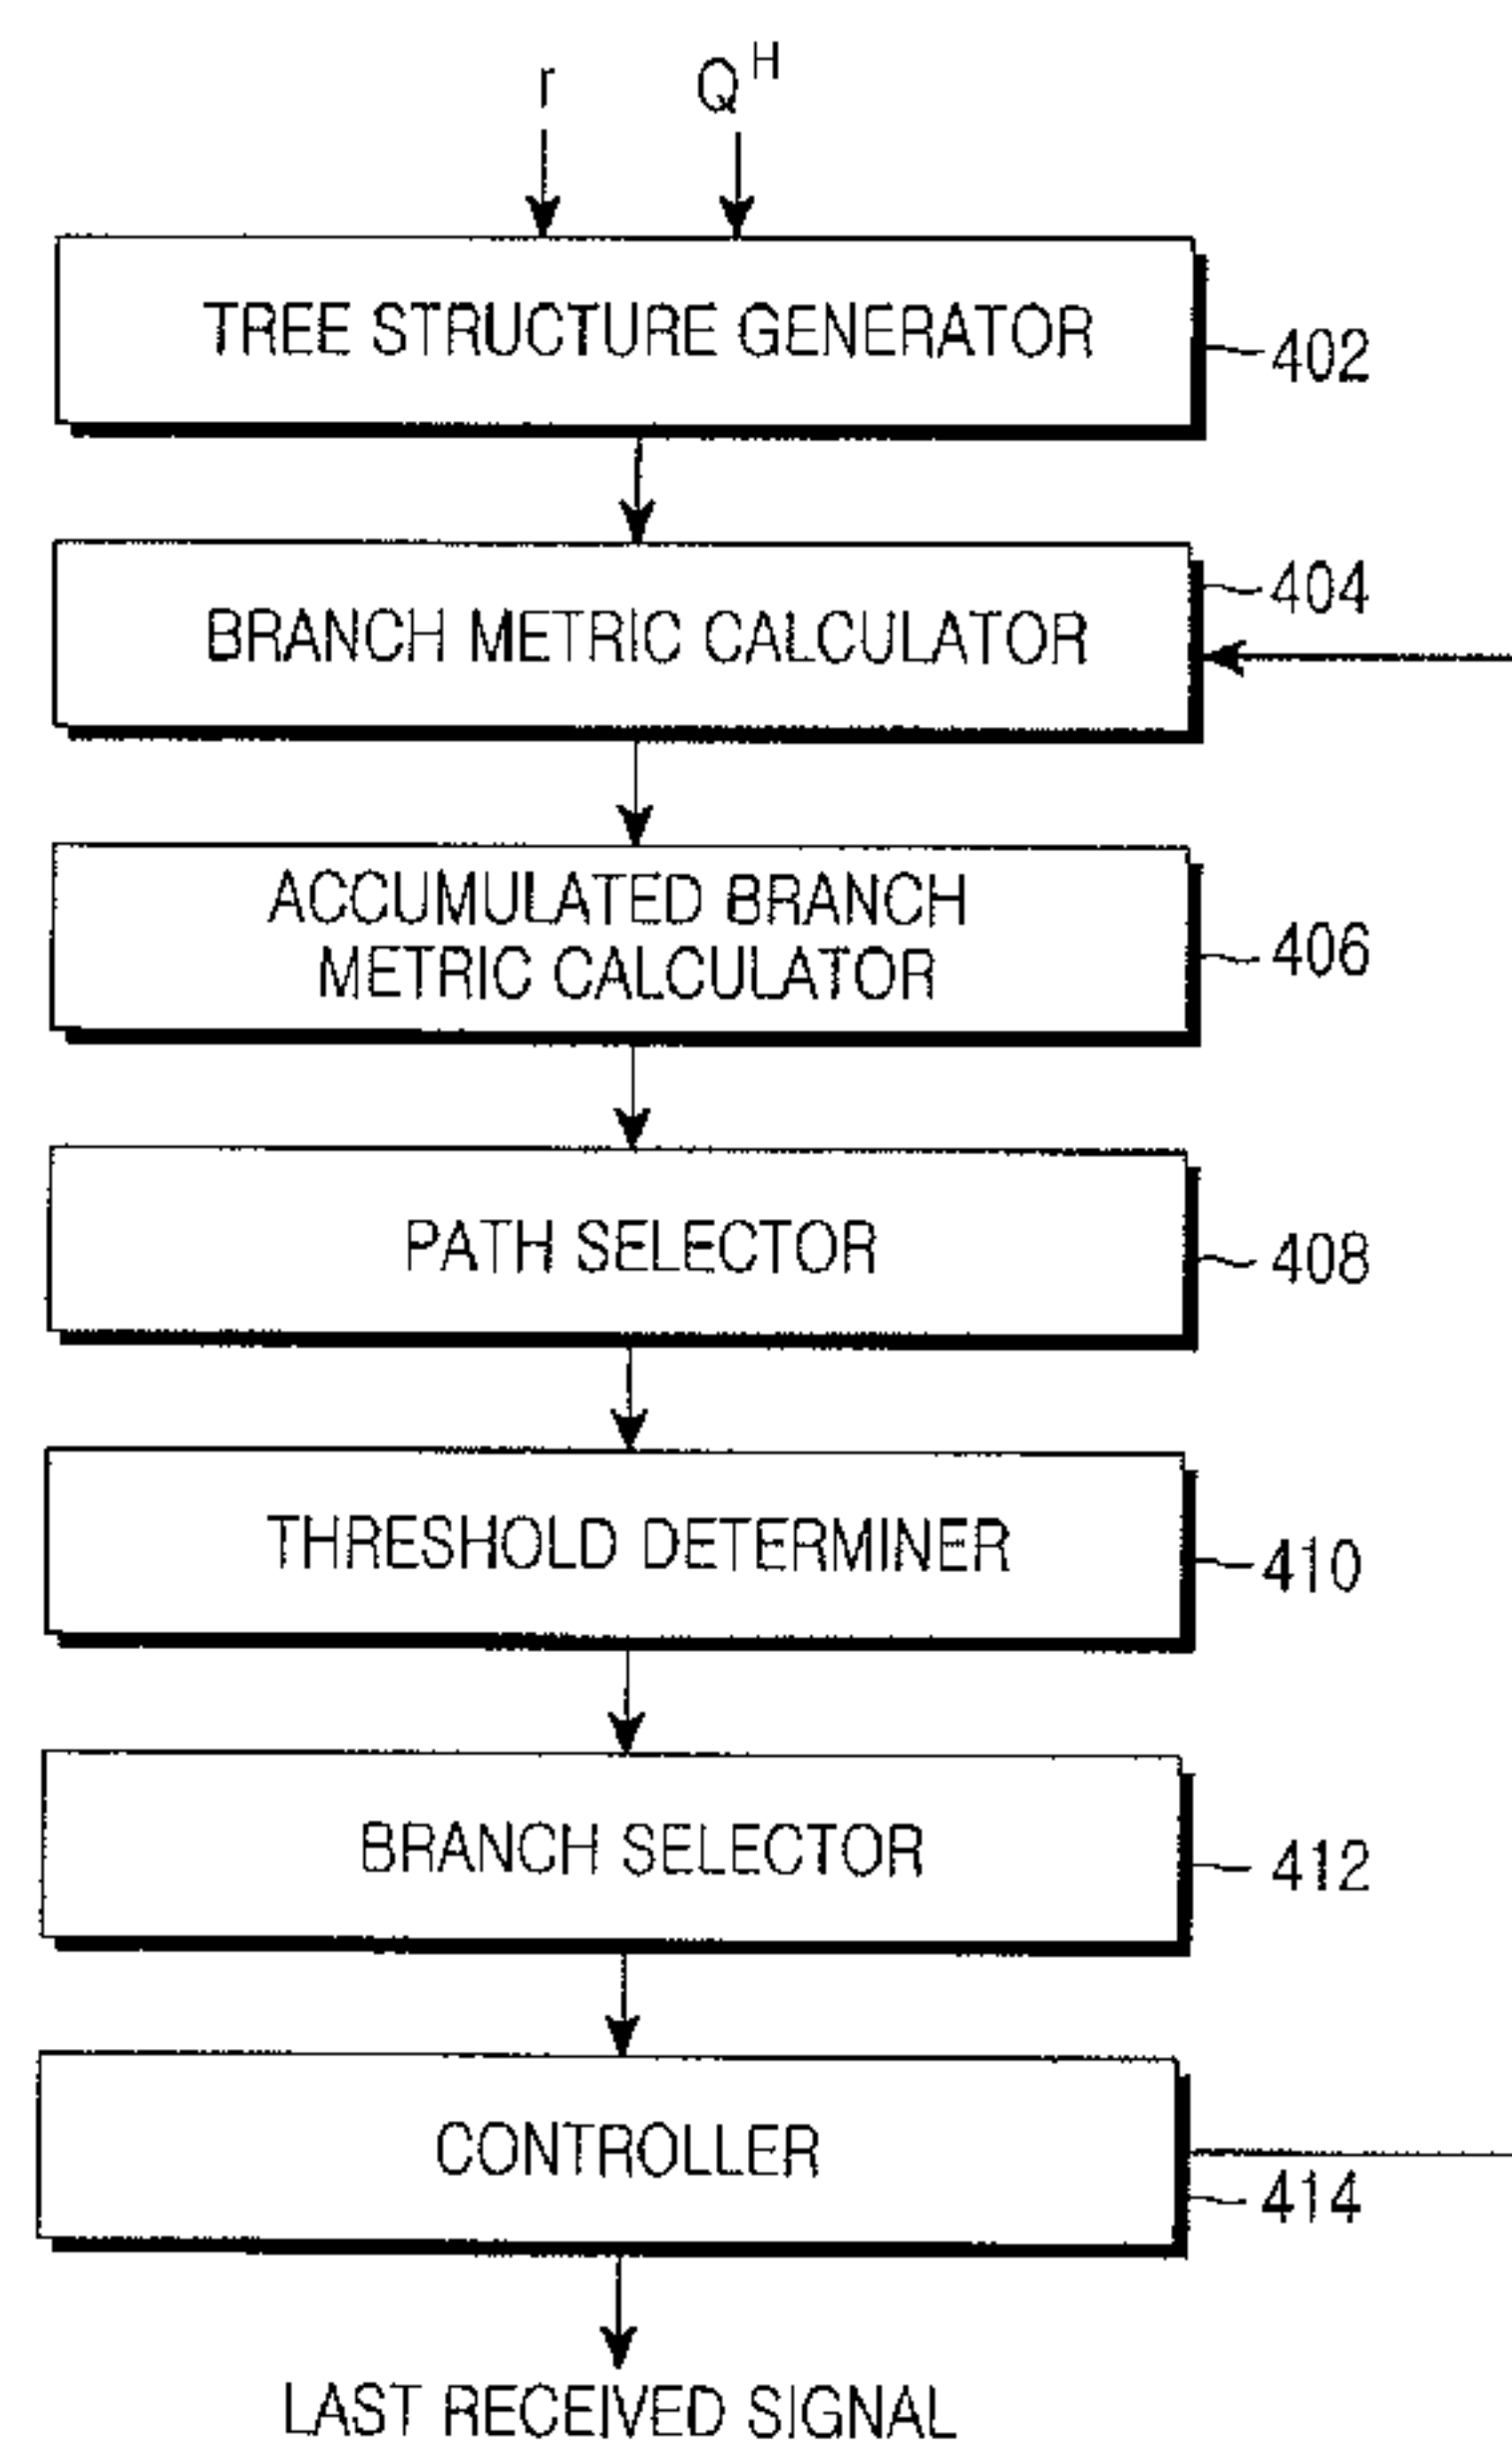 r Q^H
TREE STRUCTURE GENERATOR
402
BRANCH METRIC CALCULATOR
404
ACCUMULATED BRANCH
METRIC CALCULATOR
406
PATH SELECTOR
408
THRESHOLD DETERMINER
410
BRANCH SELECTOR
412
CONTROLLER
414
LAST RECEIVED SIGNAL